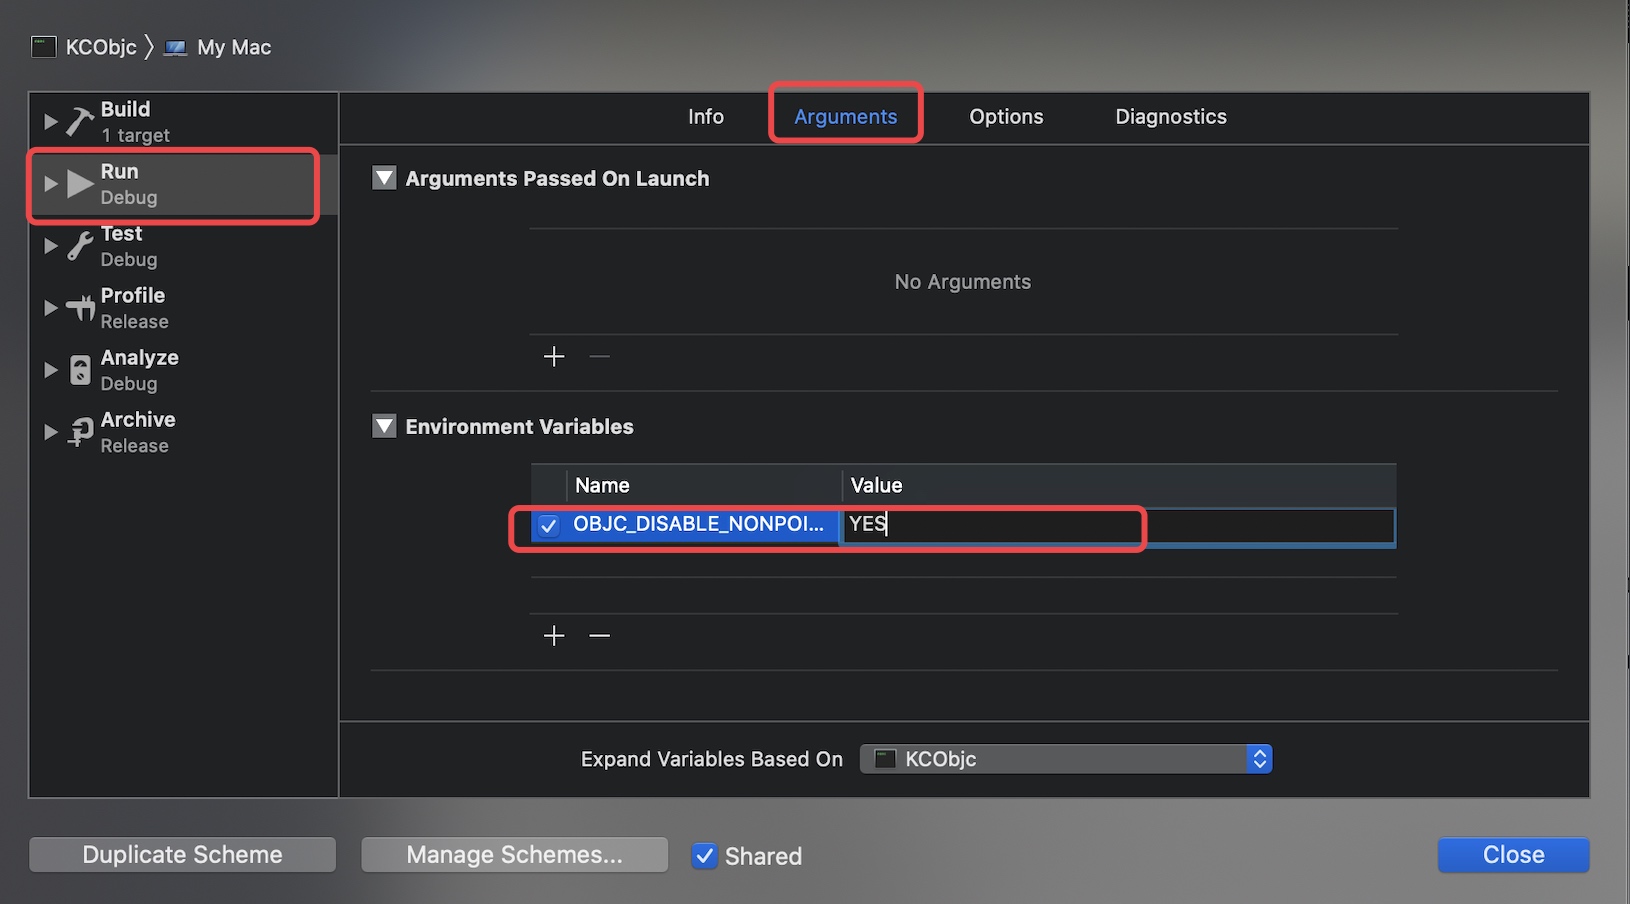 KCObjc 〉 My Mac
Build
1 target
Run
Debug
Test
Debug
Profile
Release
Analyze
Debug
Archive
Release
Info Arguments Options Diagnostics
Arguments Passed On Launch
No Arguments
Environment Variables
Name Value
OBJC_DISABLE_NONPOI... YES
Expand Variables Based On KCObjc
Duplicate Scheme Manage Schemes... Shared Close